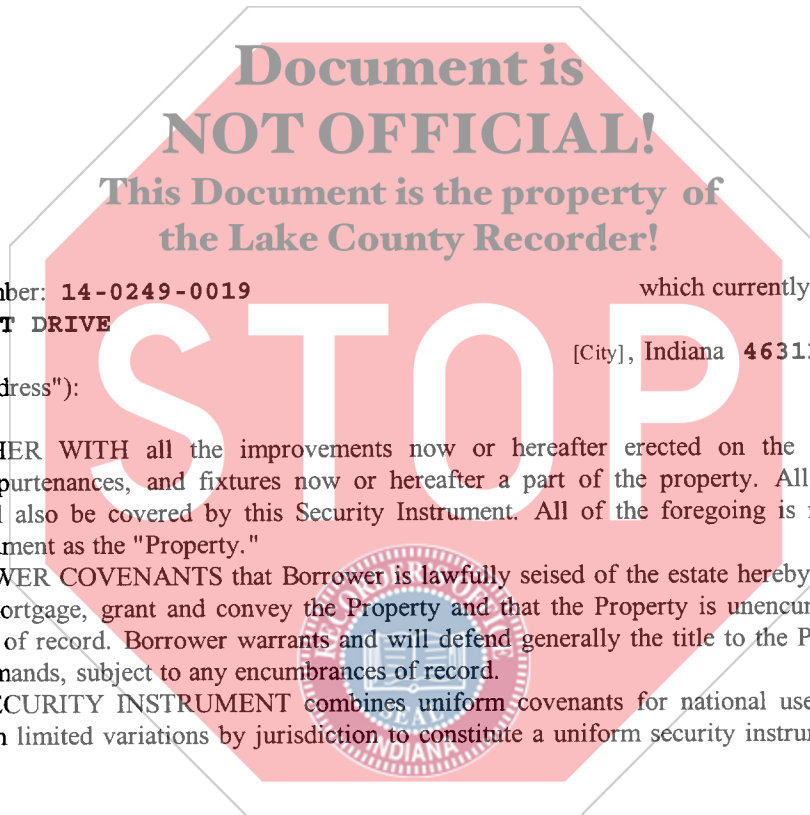 Document is
NOT OFFICIAL!
This Document is the property of
the Lake County Recorder!
nber: 14-0249-0019 which currently
T DRIVE
[City], Indiana 4631
dress"):
STOP
HER WITH all the improvements now or hereafter erected on the
purtenances, and fixtures now or hereafter a part of the property. All
l also be covered by this Security Instrument. All of the foregoing is
ment as the "Property."
WER COVENANTS that Borrower is lawfully seised of the estate hereby
ortgage, grant and convey the Property and that the Property is unencu
of record. Borrower warrants and will defend generally the title to the P
mands, subject to any encumbrances of record.
ECURITY INSTRUMENT combines uniform covenants for national use
limited variations by jurisdiction to constitute a uniform security instru
SEAL
INDIANA